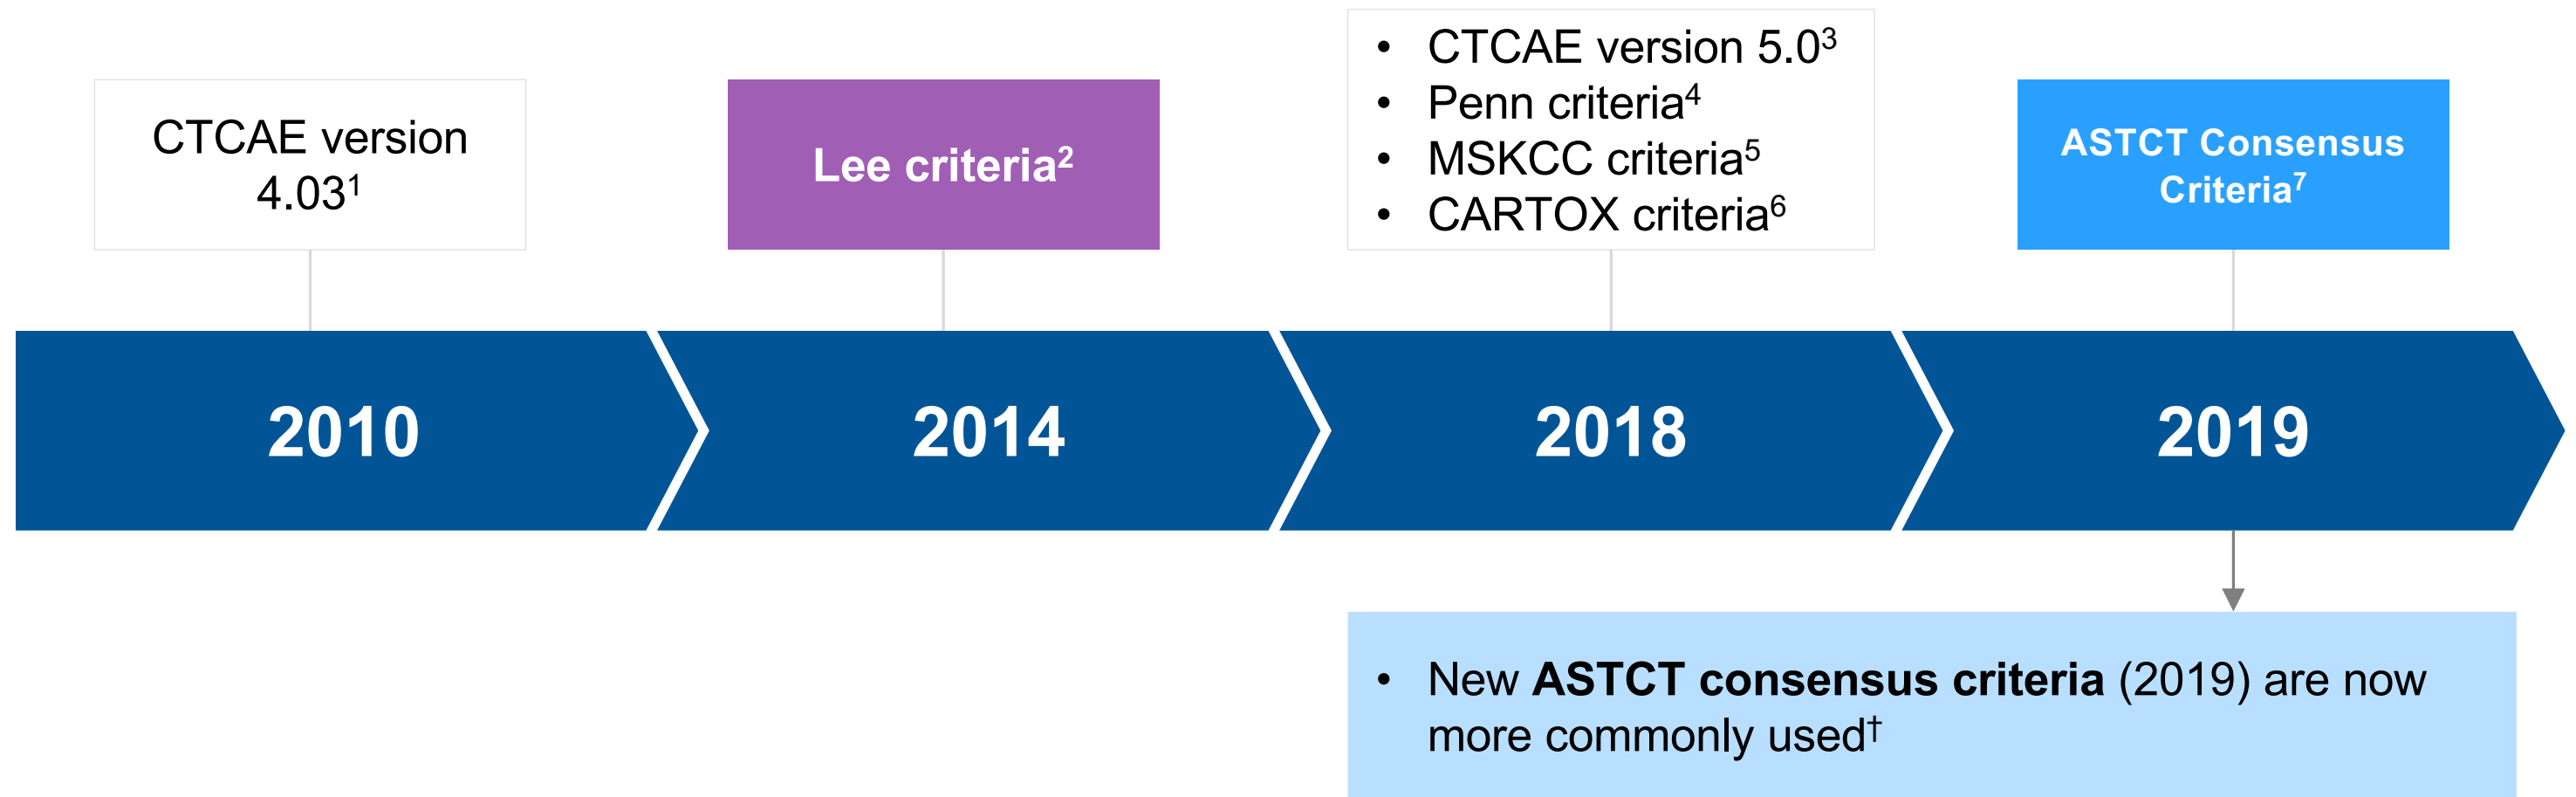 CTCAE version
4.03¹
Lee criteria²
• CTCAE version 5.0³
• Penn criteria⁴
• MSKCC criteria⁵
• CARTOX criteria⁶
ASTCT Consensus
Criteria⁷
2010
2014
2018
2019
• New ASTCT consensus criteria (2019) are now
more commonly used†